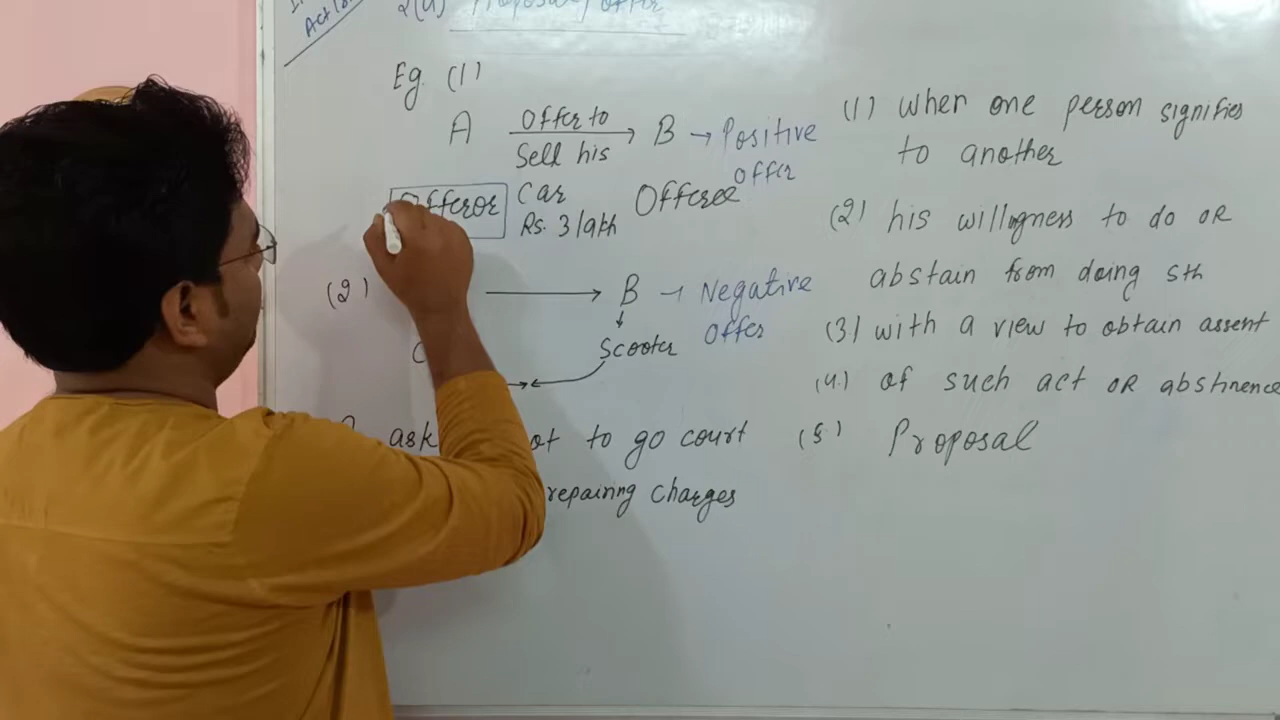 2(a) Proposal / Offer
Eg. (1)
A Offer to B → Positive
Sell his Offer
Offeror Car Offeree
Rs. 3 lakh
(2) → B → Negative
Offer
Scooter
ask to go court
repairing charges
(1) when one person signifies
to another
(2) his willingness to do OR
abstain from doing sth
(3) with a view to obtain assent
(4) of such act OR abstinence
(5) Proposal